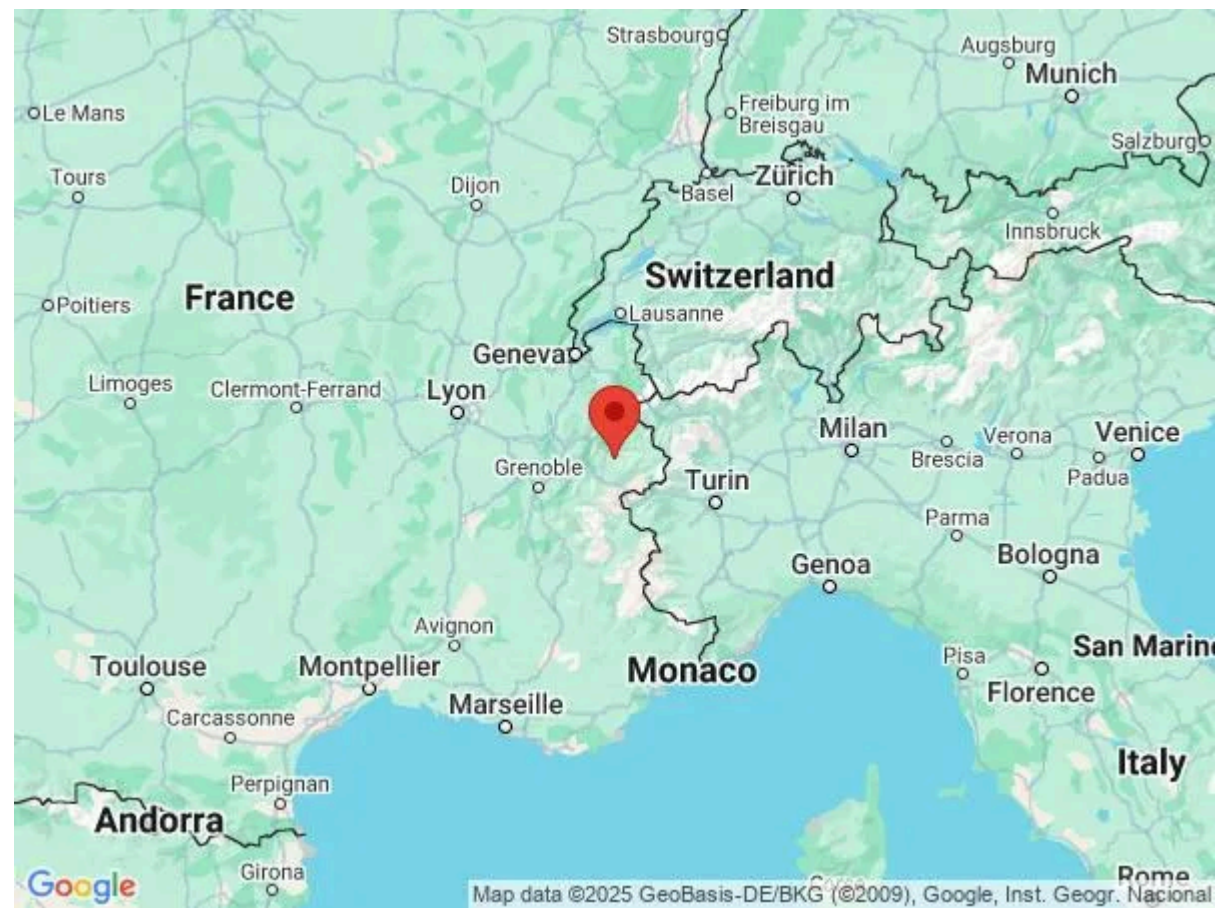 Strasbourg
Augsburg
Munich
Le Mans
Freiburg im
Breisgau
Salzburg
Tours
Dijon
Basel
Zürich
Innsbruck
France
Switzerland
Poitiers
Lausanne
Geneva
Limoges
Clermont-Ferrand
Lyon
Milan
Verona
Venice
Brescia
Padua
Grenoble
Turin
Parma
Bologna
Genoa
Avignon
San Marin
Toulouse
Montpellier
Monaco
Pisa
Florence
Marseille
Carcassonne
Italy
Perpignan
Andorra
Girona
Rome
Google
Map data ©2025 GeoBasis-DE/BKG (©2009), Google, Inst. Geogr. Nacional